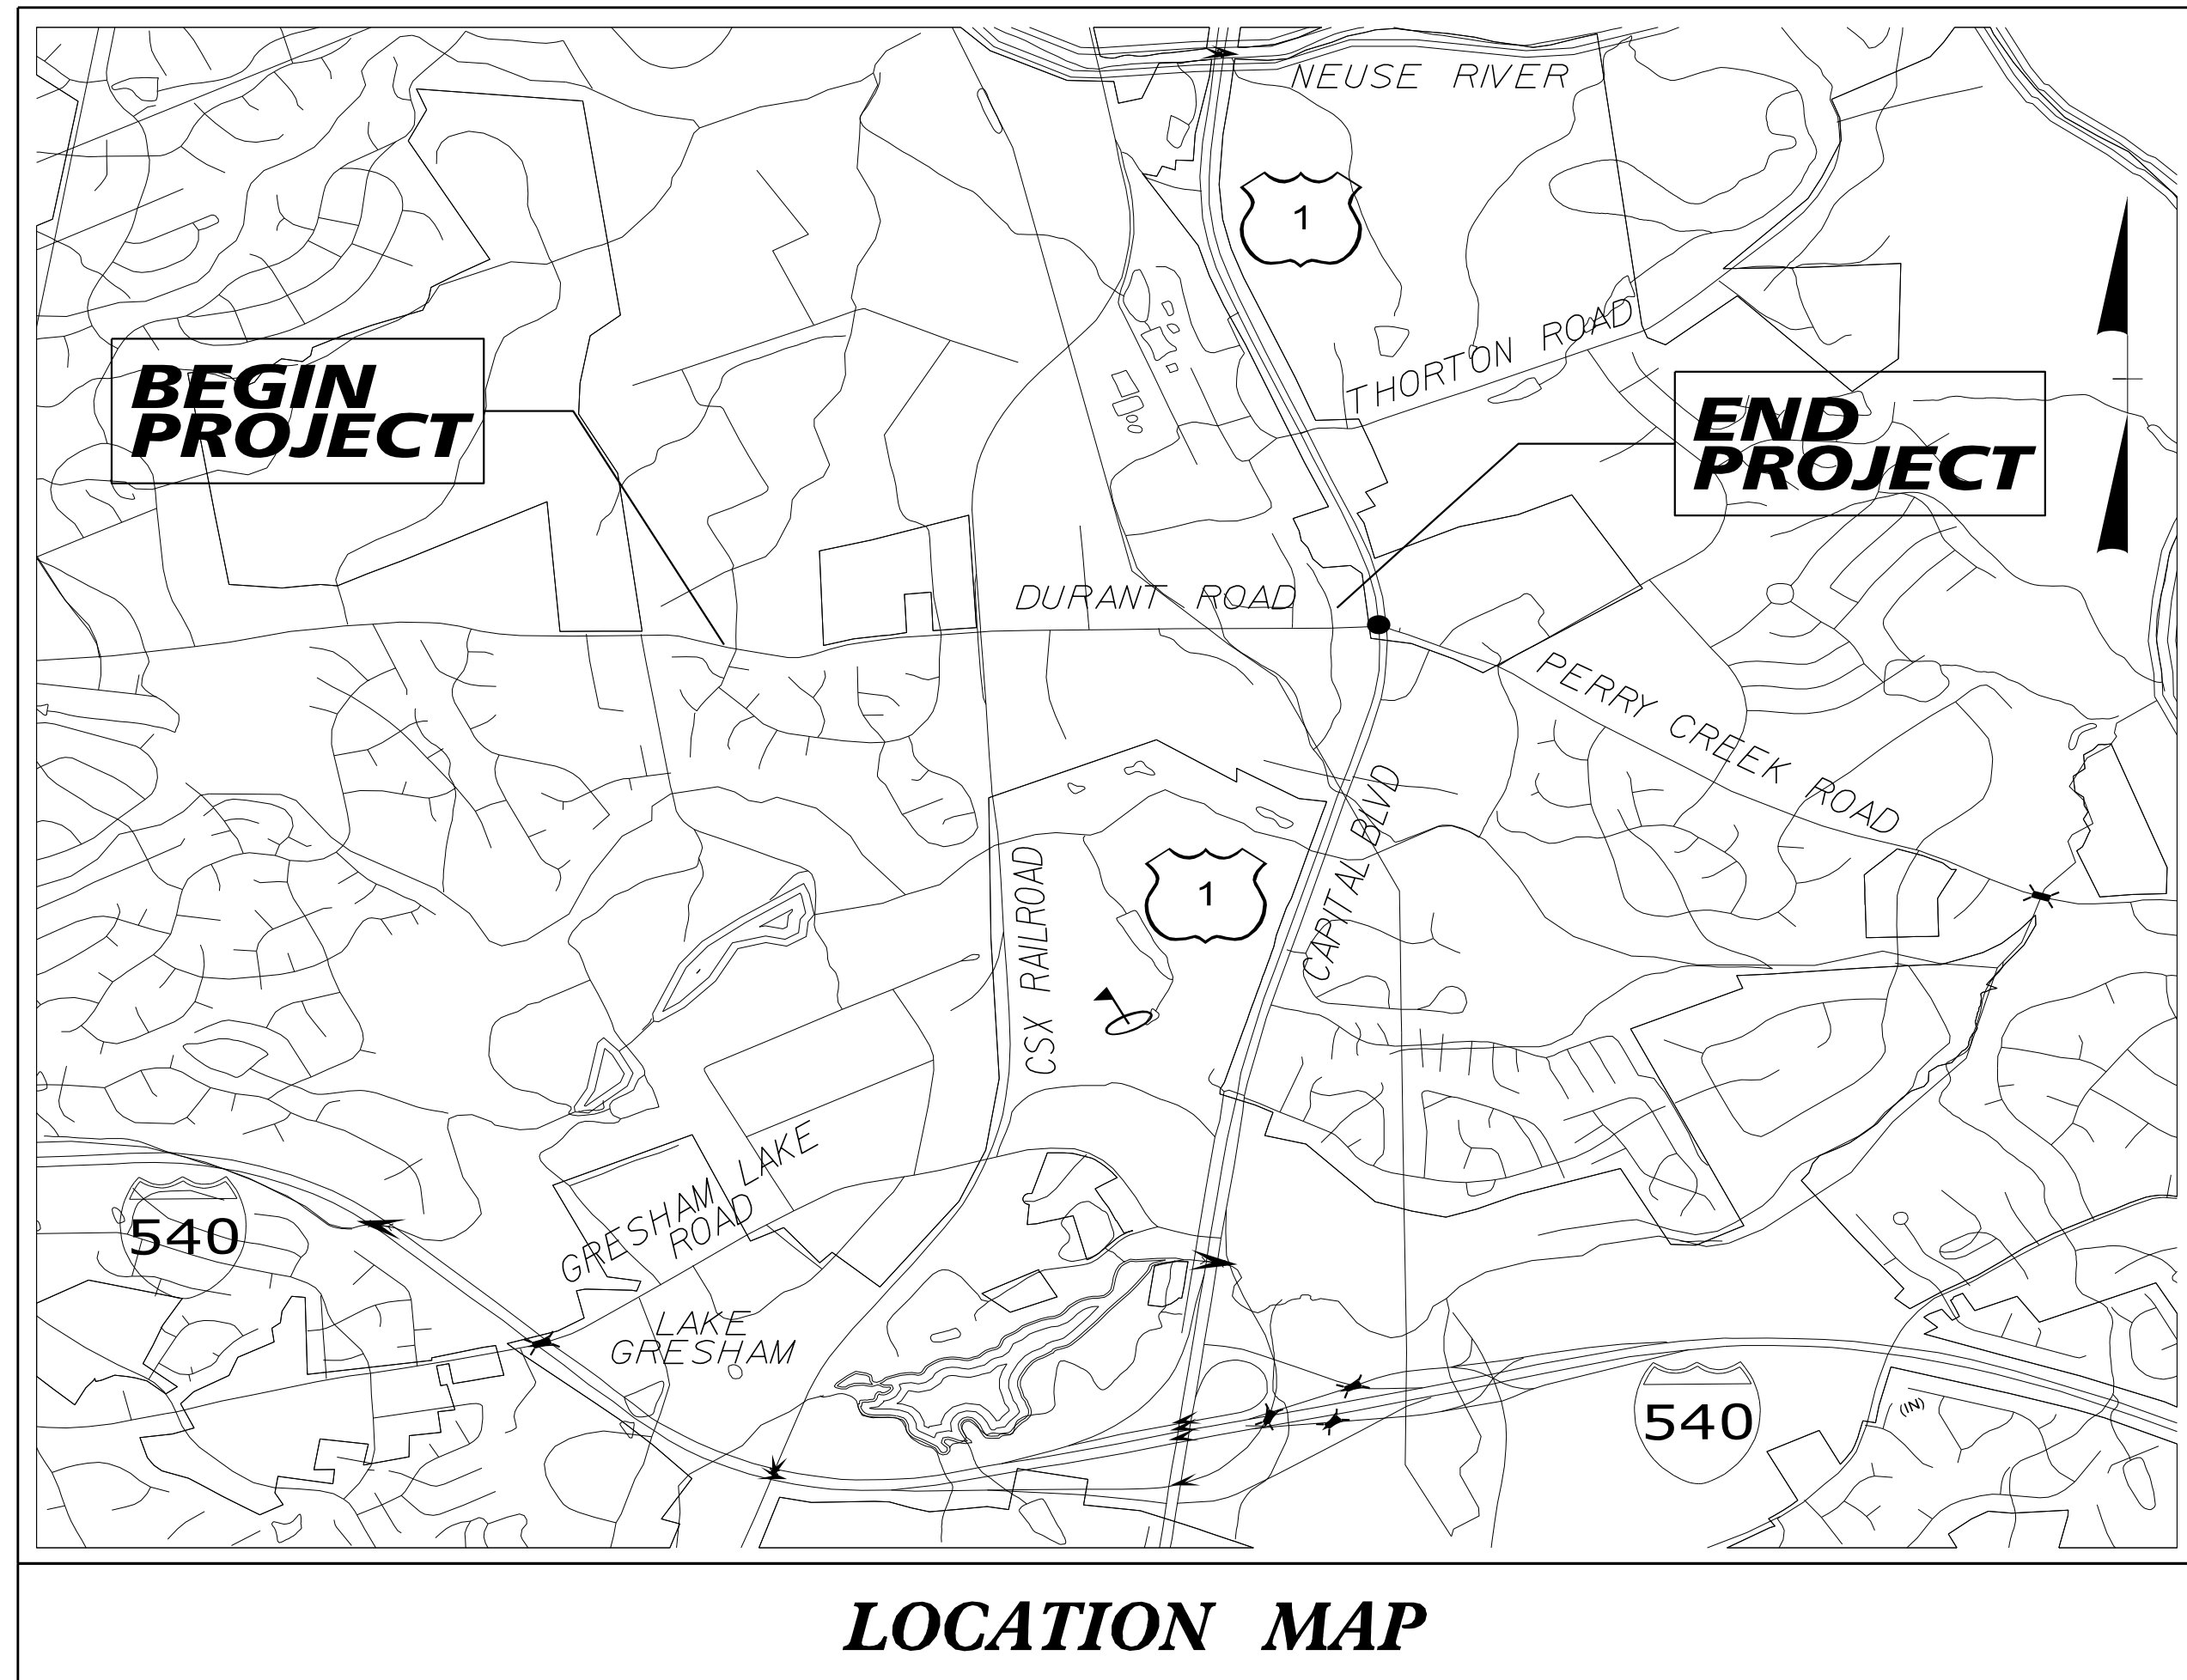 NEUSE RIVER
1
THORTON ROAD
BEGIN
PROJECT
END
PROJECT
DURANT ROAD
PERRY CREEK ROAD
CAPITAL BLVD
CSX RAILROAD
1
GRESHAM LAKE
ROAD
540
LAKE
GRESHAM
540
(IN)
LOCATION MAP